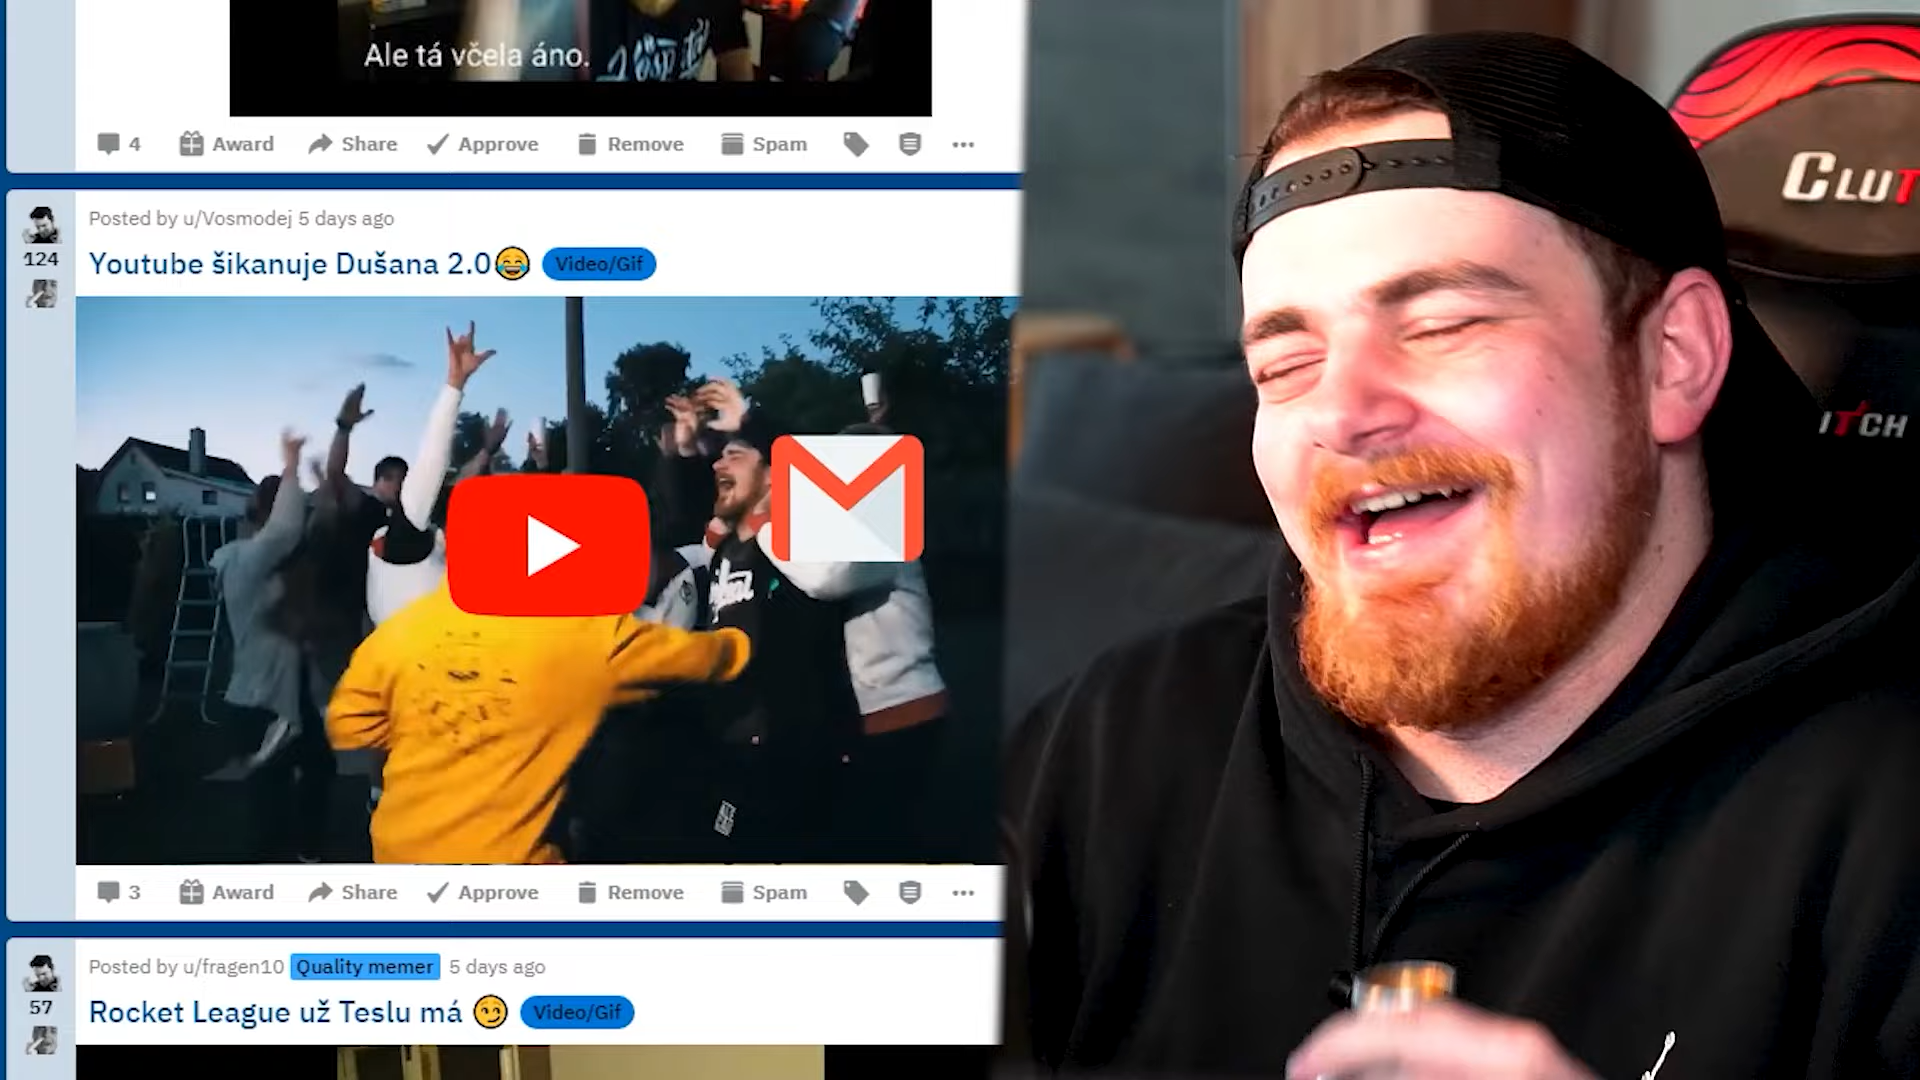 Ale tá včela áno.
4 Award Share Approve Remove Spam
Posted by u/Vosmodej 5 days ago
124
Youtube šikanuje Dušana 2.0😂 Video/Gif
3 Award Share Approve Remove Spam
Posted by u/fragen10 Quality memer 5 days ago
57
Rocket League už Teslu má 😏 Video/Gif
CLUT
ITCH